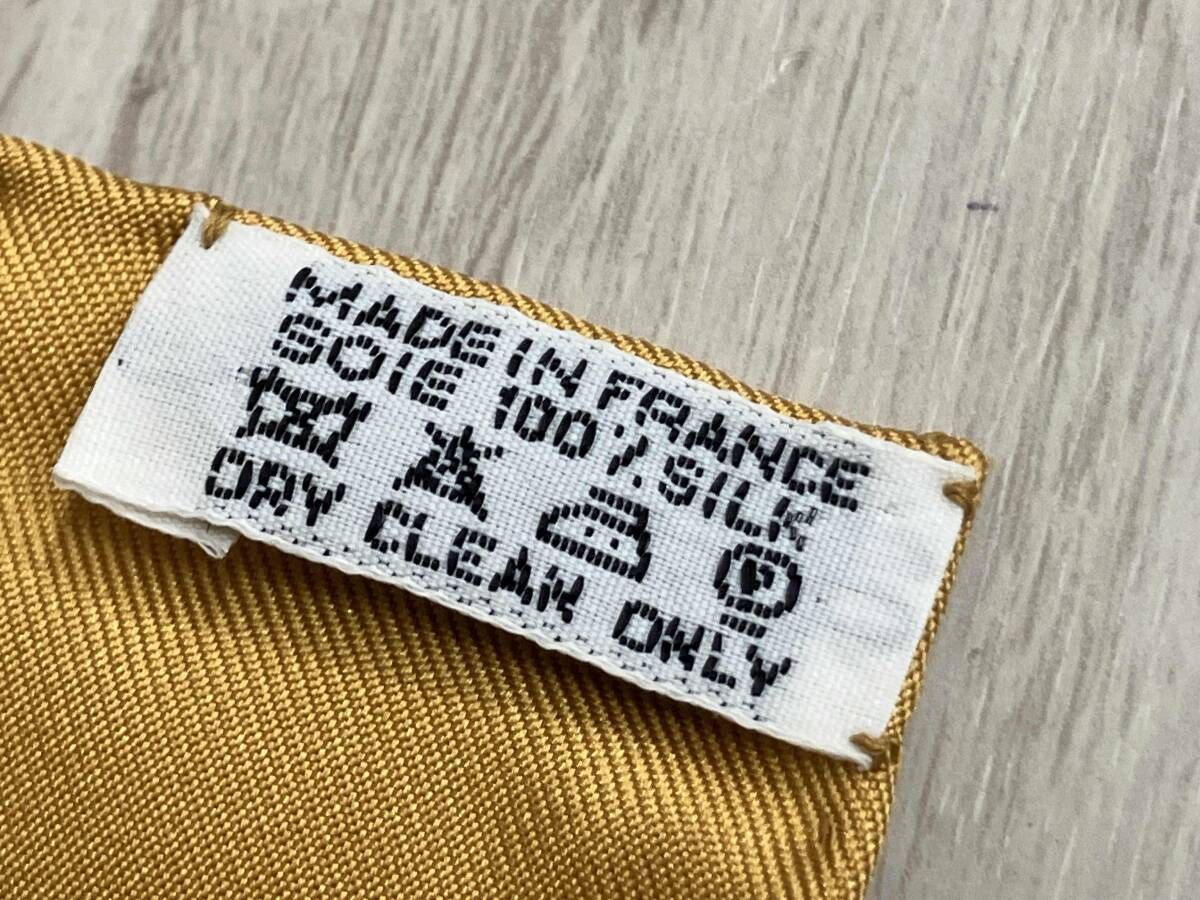 MADE IN FRANCE
SOIE 100% SILK
P
DRY CLEAN ONLY